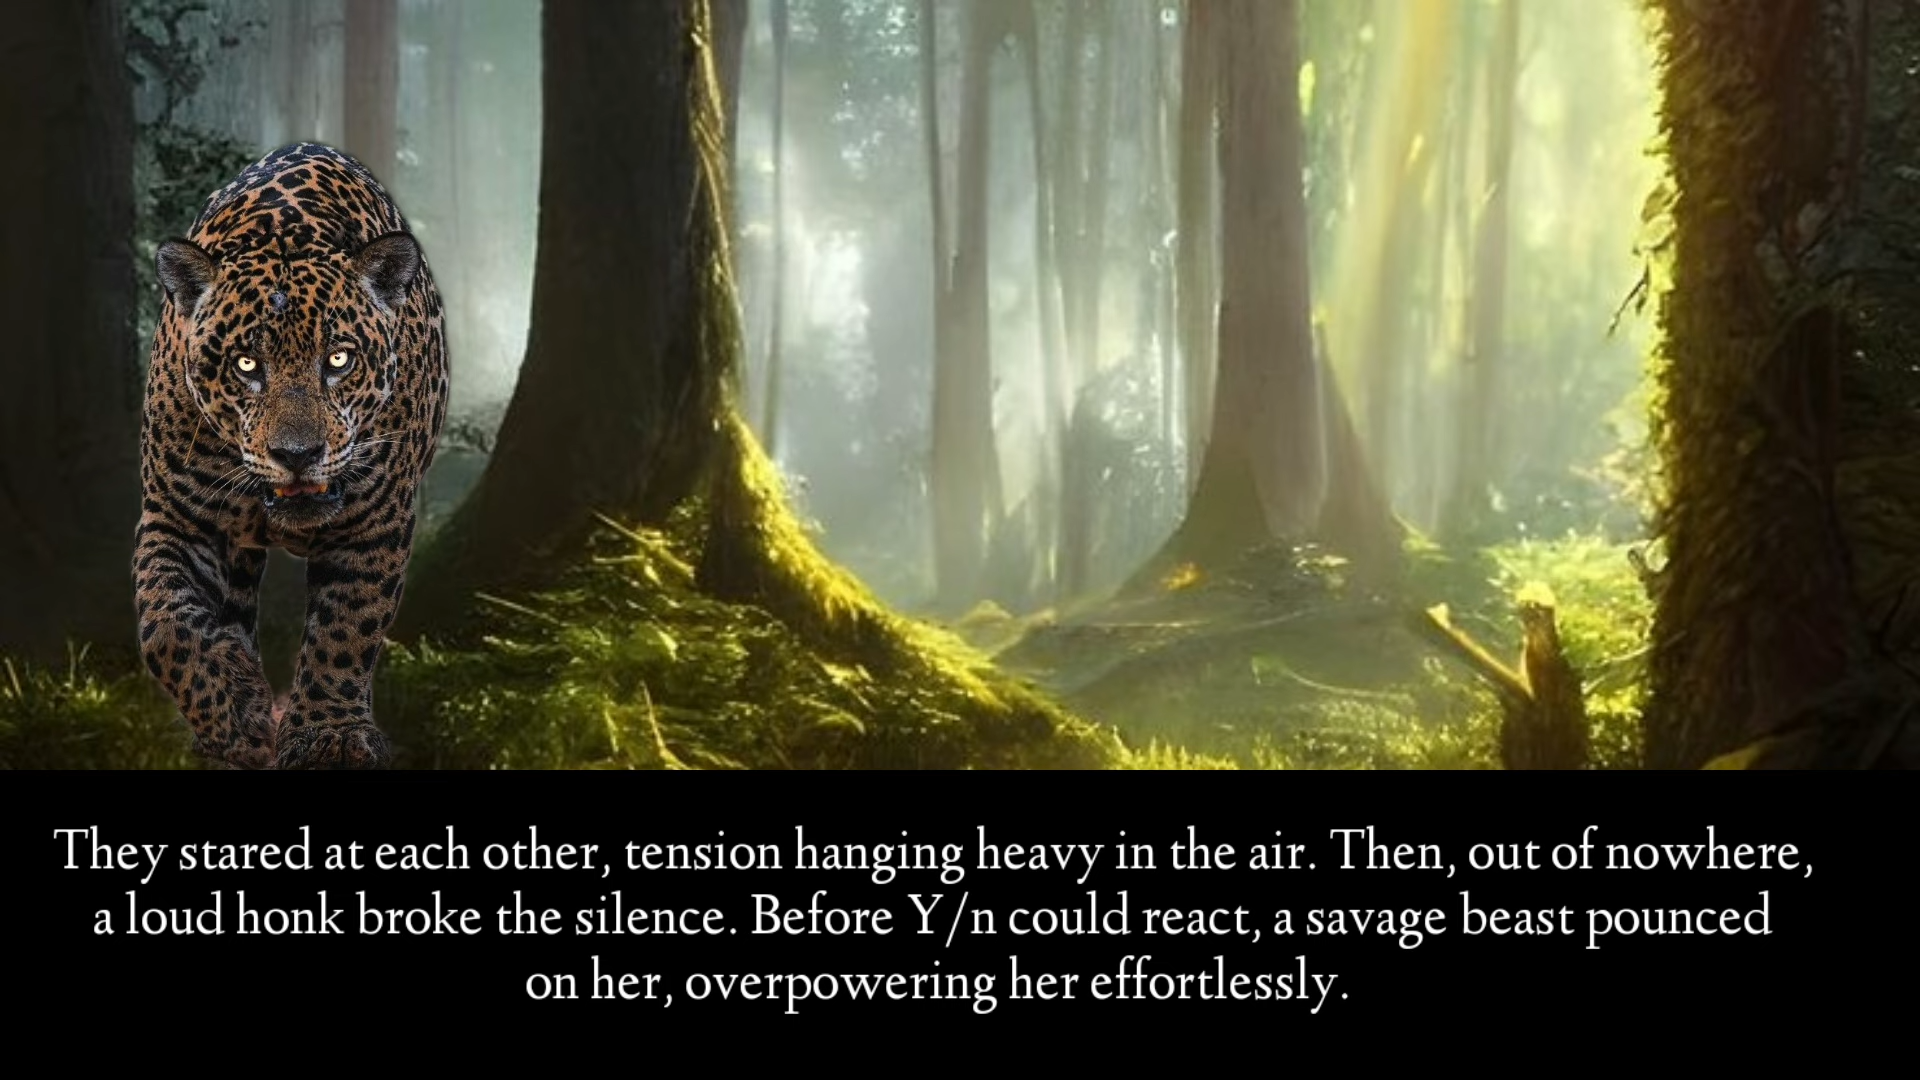 They stared at each other, tension hanging heavy in the air. Then, out of nowhere,
a loud honk broke the silence. Before Y/n could react, a savage beast pounced
on her, overpowering her effortlessly.